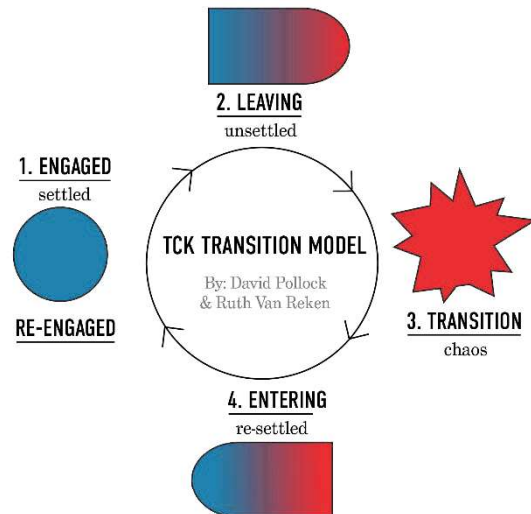 2. LEAVING
unsettled
1. ENGAGED
settled
TCK TRANSITION MODEL
By: David Pollock
& Ruth Van Reken
RE-ENGAGED
3. TRANSITION
chaos
4. ENTERING
re-settled